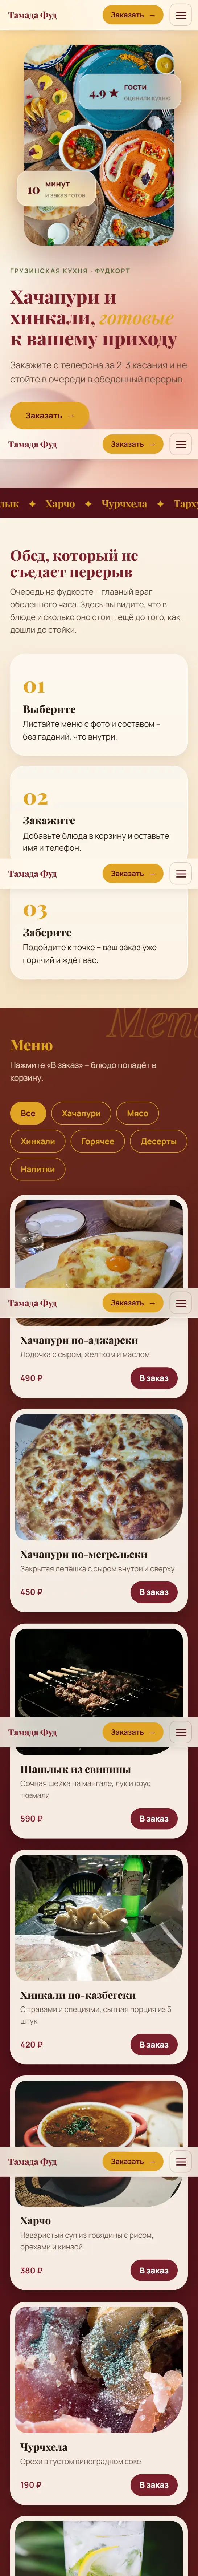 Тамада Фуд
Заказать →
4.9 ★ гости
оценили кухню
10 минут
и заказ готов
ГРУЗИНСКАЯ КУХНЯ · ФУДКОРТ
Хачапури и
хинкали, готовые
к вашему приходу
Закажите с телефона за 2-3 касания и не
стойте в очереди в обеденный перерыв.
Заказать →
Тамада Фуд
Заказать →
лык ✦ Харчо ✦ Чурчхела ✦ Тарху
Обед, который не
съедает перерыв
Очередь на фудкорте – главный враг
обеденного часа. Здесь вы видите, что в
блюде и сколько оно стоит, ещё до того, как
дошли до стойки.
01
Выберите
Листайте меню с фото и составом –
без гаданий, что внутри.
02
Закажите
Добавьте блюда в корзину и оставьте
имя и телефон.
Тамада Фуд
Заказать →
03
Заберите
Подойдите к точке – ваш заказ уже
горячий и ждёт вас.
Menu
Меню
Нажмите «В заказ» – блюдо попадёт в
корзину.
Все
Хачапури
Мясо
Хинкали
Горячее
Десерты
Напитки
Тамада Фуд
Заказать →
Хачапури по-аджарски
Лодочка с сыром, желтком и маслом
490 ₽
В заказ
Хачапури по-мегрельски
Закрытая лепёшка с сыром внутри и сверху
450 ₽
В заказ
Тамада Фуд
Заказать →
Шашлык из свинины
Сочная шейка на мангале, лук и соус
ткемали
590 ₽
В заказ
Хинкали по-казбегски
С травами и специями, сытная порция из 5
штук
420 ₽
В заказ
Тамада Фуд
Заказать →
Харчо
Наваристый суп из говядины с рисом,
орехами и кинзой
380 ₽
В заказ
Чурчхела
Орехи в густом виноградном соке
190 ₽
В заказ